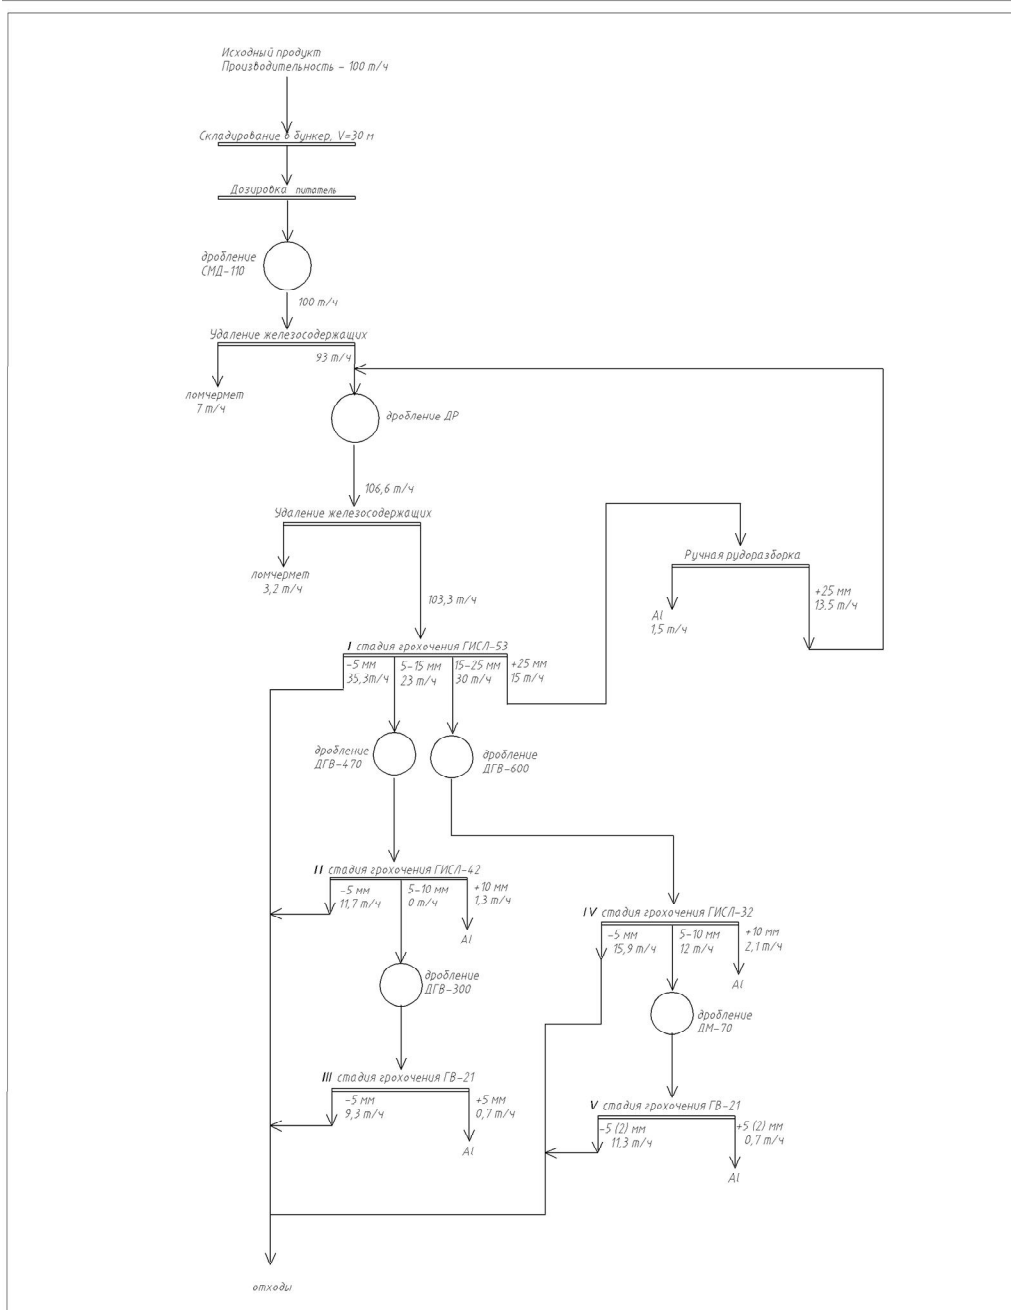 Исходный продукт
Производительность – 100 т/ч
Складирование в бункер, V=30 м
Дозировка питатель
дробление
СМД-110
100 т/ч
Удаление железосодержащих
93 т/ч
ломчермет
7 т/ч
дробление ДР
106,6 т/ч
Удаление железосодержащих
ломчермет
3,2 т/ч
103,3 т/ч
Ручная рудоразборка
+25 мм
13.5 т/ч
Al
1,5 т/ч
I стадия грохочения ГИСЛ-53
-5 мм
35,3т/ч
5-15 мм
23 т/ч
15-25 мм
30 т/ч
+25 мм
15 т/ч
дробление
ДГВ-470
дробление
ДГВ-600
II стадия грохочения ГИСЛ-42
-5 мм
11,7 т/ч
5-10 мм
0 т/ч
+10 мм
1,3 т/ч
Al
IV стадия грохочения ГИСЛ-32
-5 мм
15,9 т/ч
5-10 мм
12 т/ч
+10 мм
2,1 т/ч
Al
дробление
ДГВ-300
дробление
ДМ-70
III стадия грохочения ГВ-21
-5 мм
9,3 т/ч
+5 мм
0,7 т/ч
Al
V стадия грохочения ГВ-21
-5 (2) мм
11,3 т/ч
+5 (2) мм
0,7 т/ч
Al
отходы